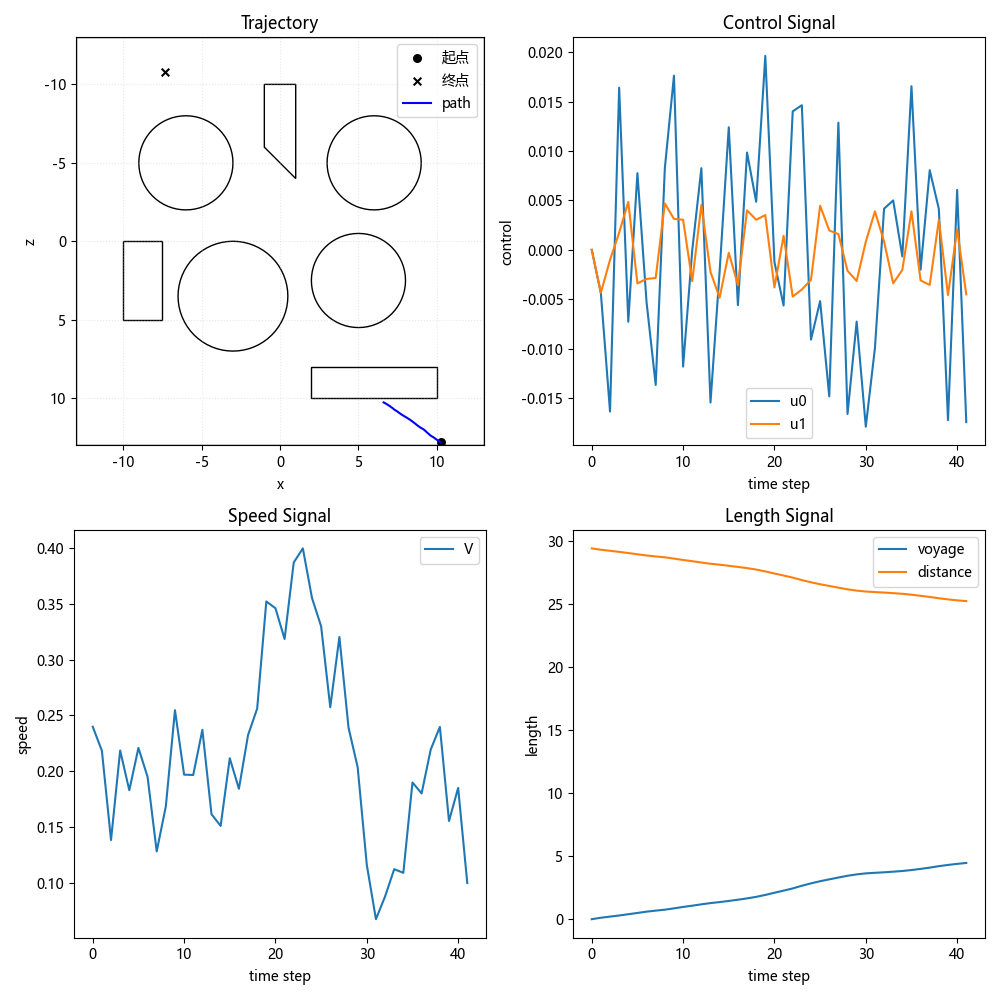 Trajectory
-10
-5
0
5
10
z
-10
-5
0
5
10
x
起点
终点
path
Control Signal
0.020
0.015
0.010
0.005
0.000
-0.005
-0.010
-0.015
control
u0
u1
0
10
20
30
40
time step
Speed Signal
0.40
0.35
0.30
0.25
0.20
0.15
0.10
speed
V
0
10
20
30
40
time step
Length Signal
30
25
20
15
10
5
0
length
voyage
distance
0
10
20
30
40
time step